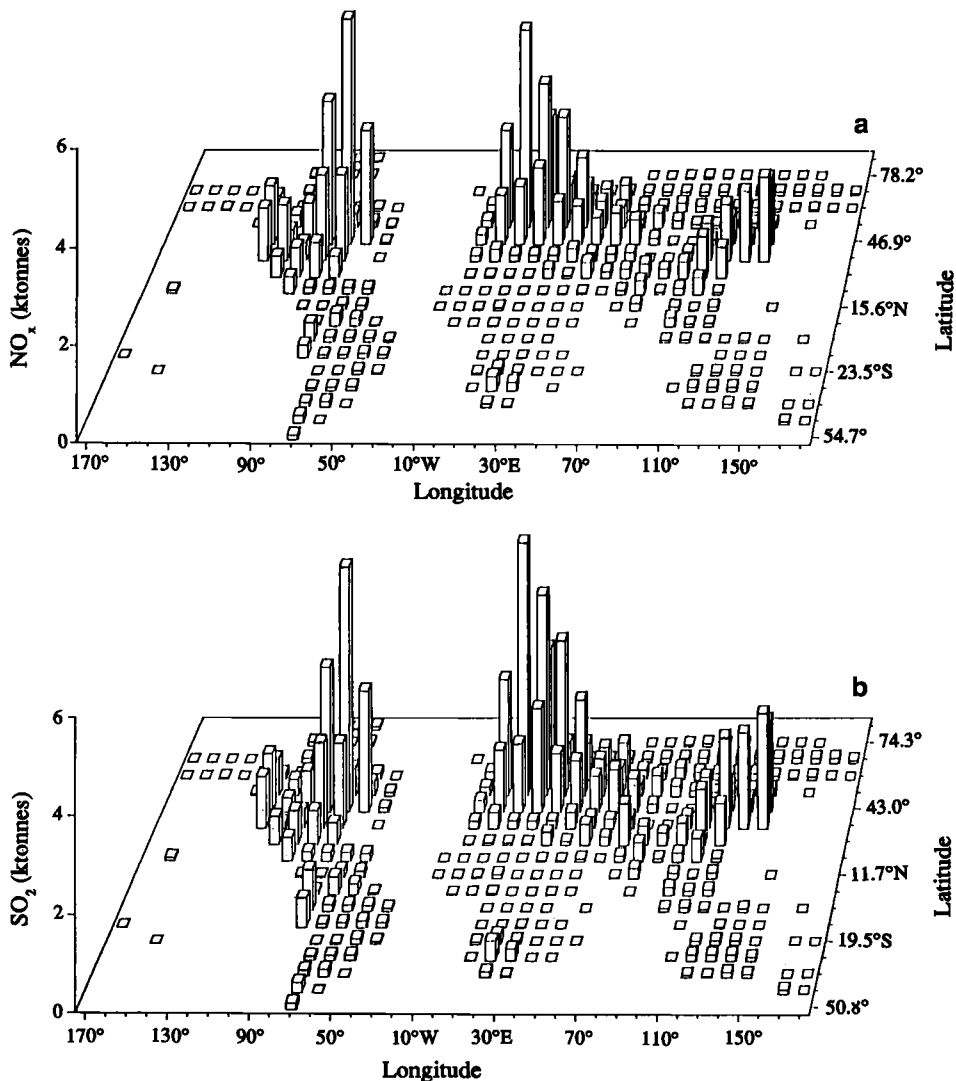 a
6
4
2
0
NOx (ktonnes)
78.2°
46.9°
15.6°N
23.5°S
54.7°
Latitude
170° 130° 90° 50° 10°W 30°E 70° 110° 150°
Longitude
b
6
4
2
0
SO2 (ktonnes)
74.3°
43.0°
11.7°N
19.5°S
50.8°
Latitude
170° 130° 90° 50° 10°W 30°E 70° 110° 150°
Longitude